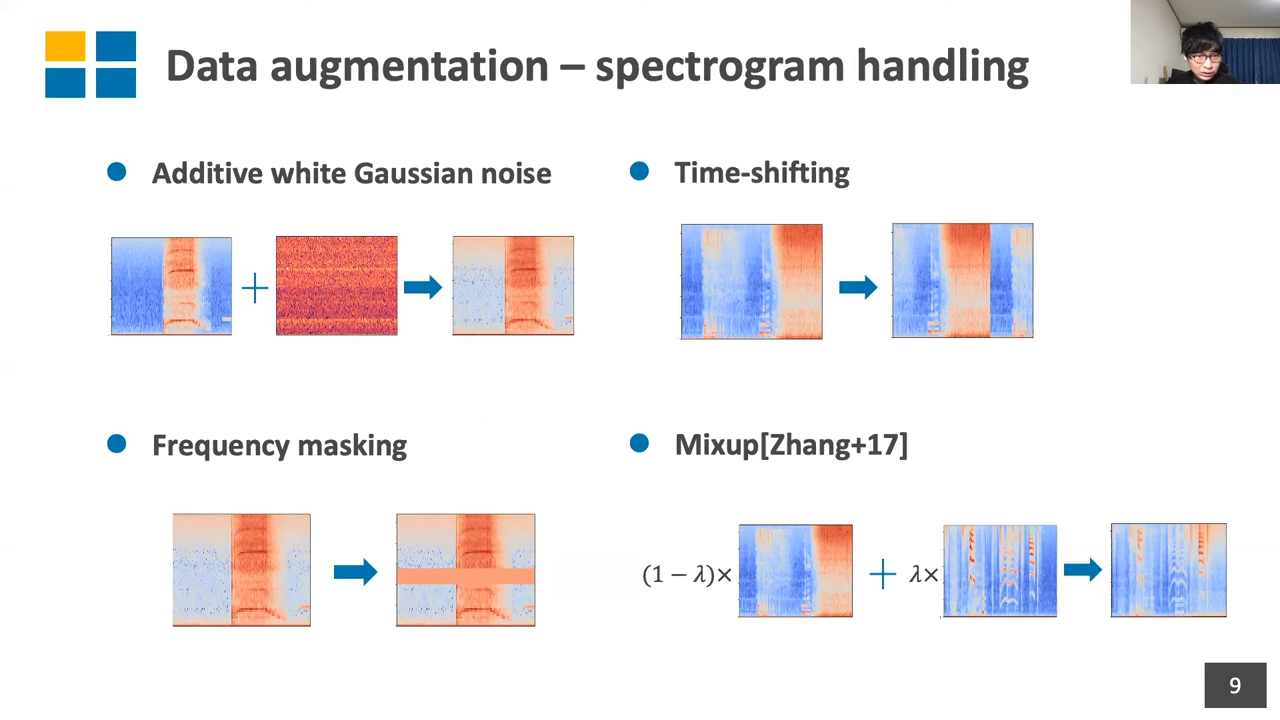 Data augmentation – spectrogram handling
Additive white Gaussian noise
Time-shifting
Frequency masking
Mixup[Zhang+17]
(1 − λ)×
λ×
9